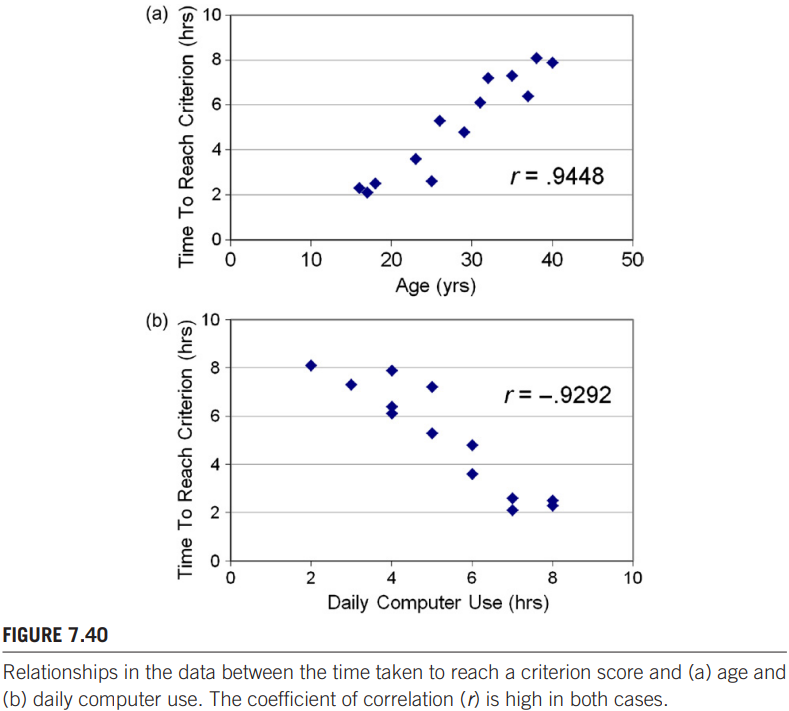 (a)
Time To Reach Criterion (hrs)
10
8
6
4
2
0
r = .9448
0 10 20 30 40 50
Age (yrs)
(b)
Time To Reach Criterion (hrs)
10
8
6
4
2
0
r = –.9292
0 2 4 6 8 10
Daily Computer Use (hrs)
FIGURE 7.40
Relationships in the data between the time taken to reach a criterion score and (a) age and
(b) daily computer use. The coefficient of correlation (r) is high in both cases.